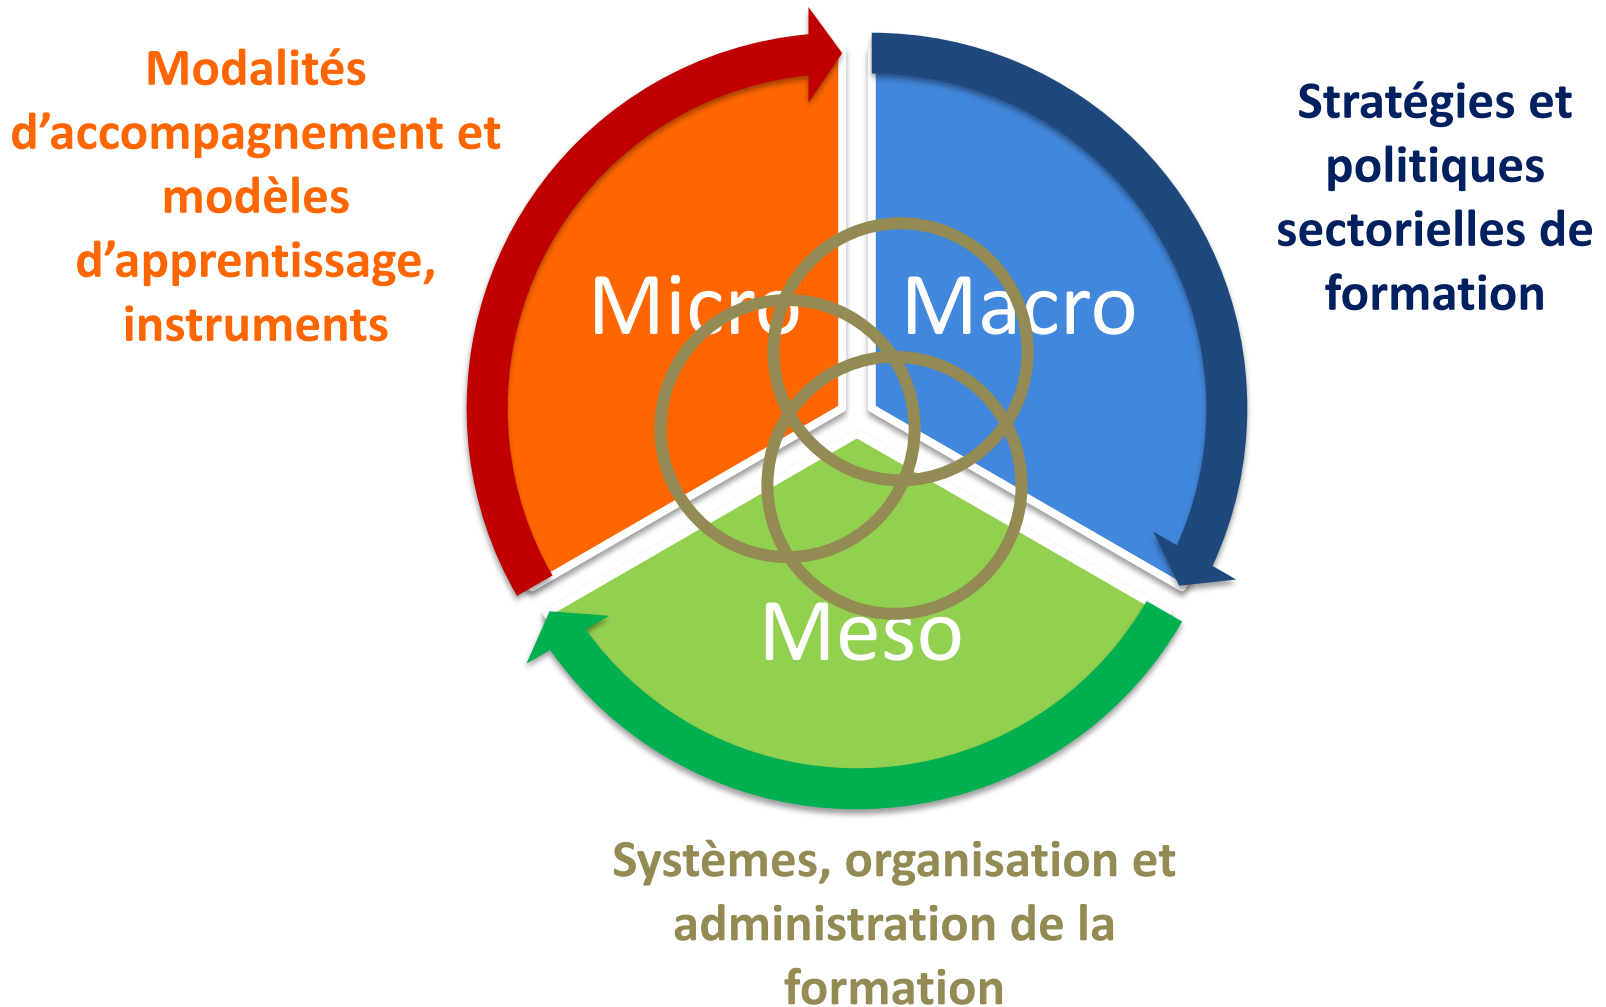 Modalités
d’accompagnement et
modèles
d’apprentissage,
instruments
Micro
Macro
Stratégies et
politiques
sectorielles de
formation
Meso
Systèmes, organisation et
administration de la
formation